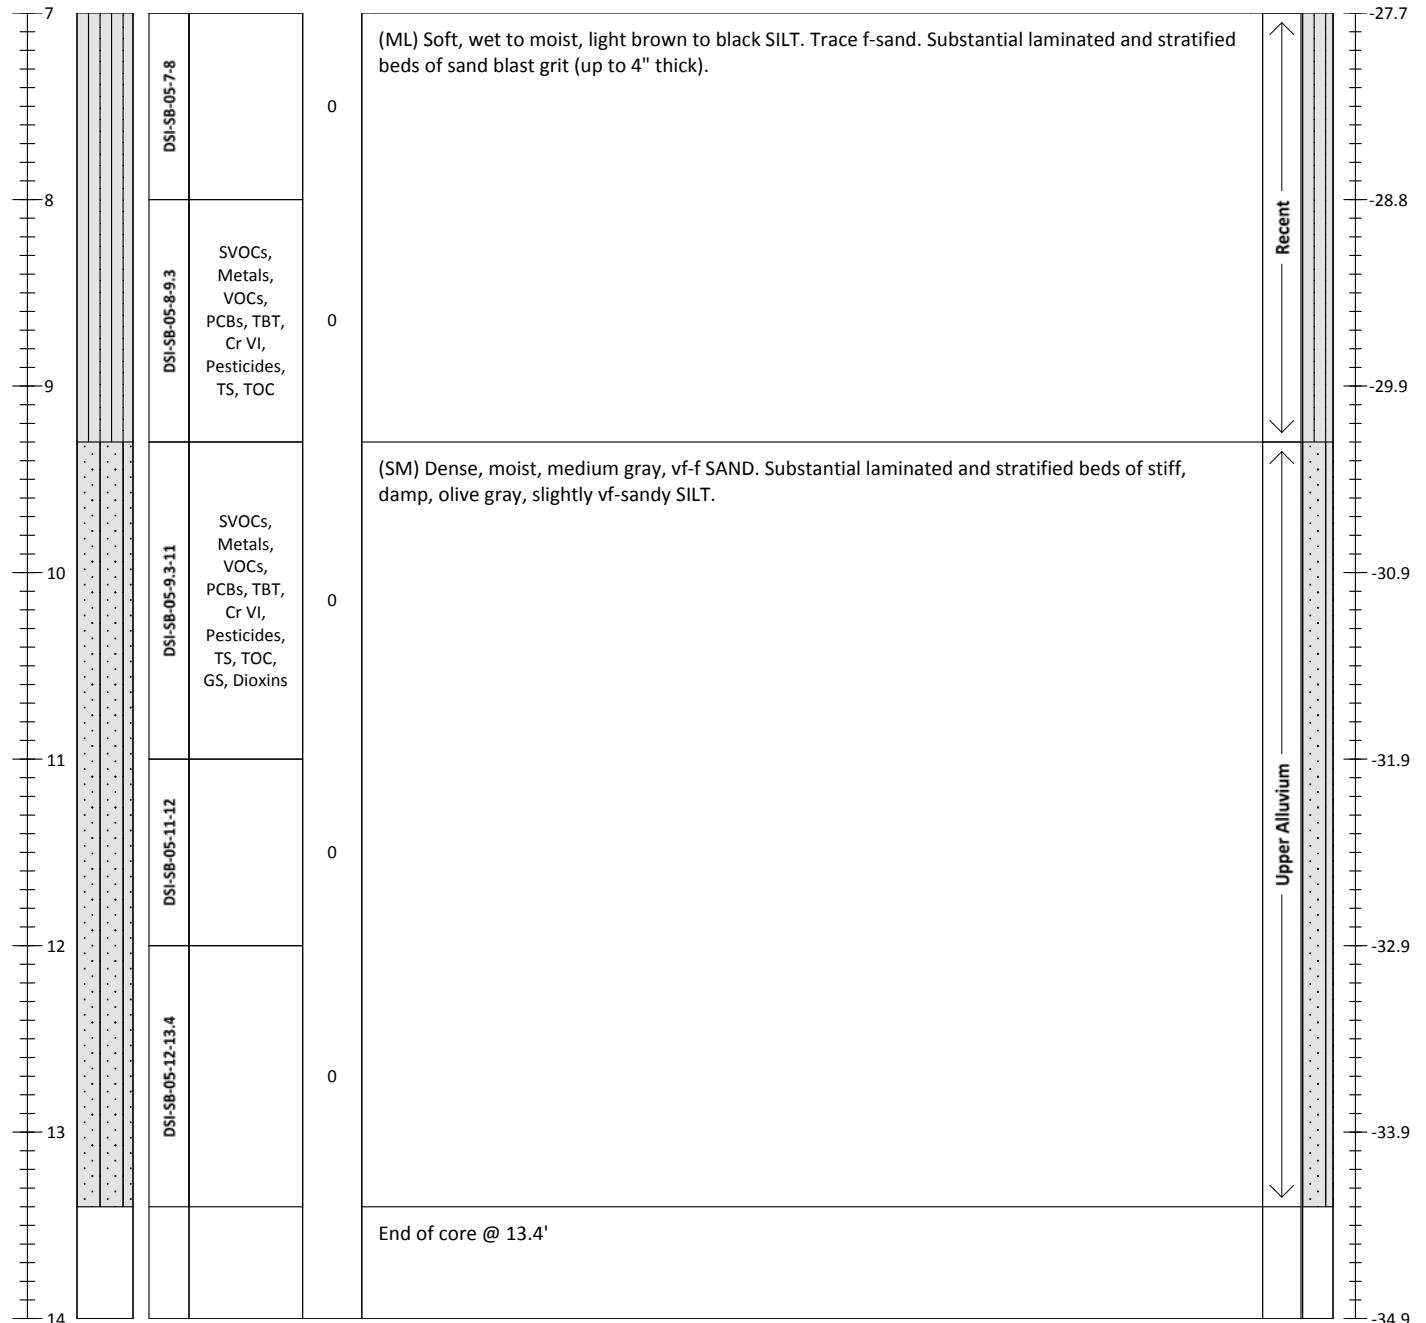 7
-27.7
(ML) Soft, wet to moist, light brown to black SILT. Trace f-sand. Substantial laminated and stratified
beds of sand blast grit (up to 4" thick).
DSI-SB-05-7-8
0
8
-28.8
Recent
SVOCs,
Metals,
VOCs,
PCBs, TBT,
Cr VI,
Pesticides,
TS, TOC
DSI-SB-05-8-9.3
0
9
-29.9
(SM) Dense, moist, medium gray, vf-f SAND. Substantial laminated and stratified beds of stiff,
damp, olive gray, slightly vf-sandy SILT.
SVOCs,
Metals,
VOCs,
PCBs, TBT,
Cr VI,
Pesticides,
TS, TOC,
GS, Dioxins
DSI-SB-05-9.3-11
0
10
-30.9
11
-31.9
Upper Alluvium
DSI-SB-05-11-12
0
12
-32.9
DSI-SB-05-12-13.4
0
13
-33.9
End of core @ 13.4'
14
-34.9